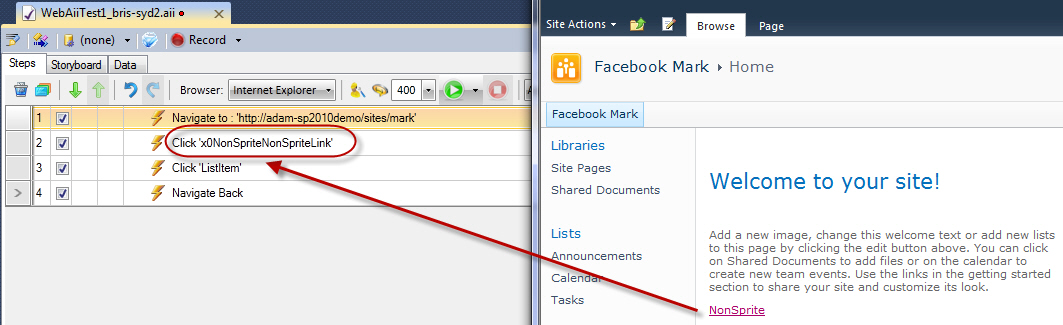 WebAiiTest1_bris-syd2.aii
(none)
Record
Steps
Storyboard
Data
Browser:
Internet Explorer
400
1
Navigate to : 'http://adam-sp2010demo/sites/mark'
2
Click 'x0NonSpriteNonSpriteLink'
3
Click 'ListItem'
4
Navigate Back
Site Actions
Browse
Page
Facebook Mark
Home
Facebook Mark
Libraries
Site Pages
Shared Documents
Lists
Announcements
Calendar
Tasks
Welcome to your site!
Add a new image, change this welcome text or add new lists
to this page by clicking the edit button above. You can click
on Shared Documents to add files or on the calendar to
create new team events. Use the links in the getting started
section to share your site and customize its look.
NonSprite